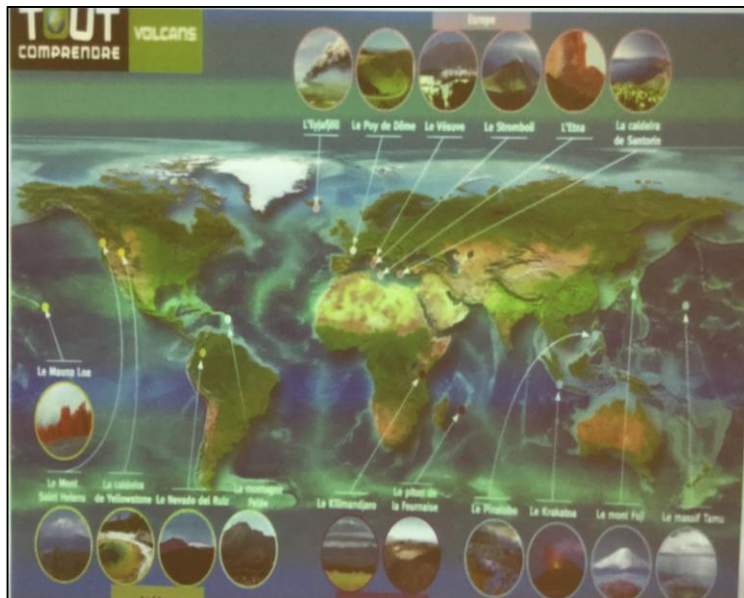 TOUT
COMPRENDRE
VOLCANS
Europe
L'Eyjafjöll
Le Puy de Dôme
Le Vésuve
Le Stromboli
L'Etna
La caldeira
de Santorin
Le Mauna Loa
Le Mont
Saint Helens
La caldeira
de Yellowstone
Le Nevado del Ruiz
La montagne
Pelée
Le Kilimandjaro
Le piton de
la Fournaise
Le Pinatubo
Le Krakatoa
Le mont Fuji
Le massif Tamu